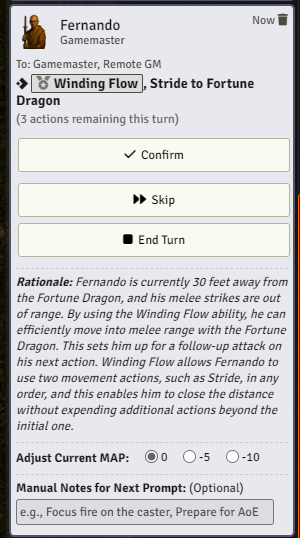 Fernando
Now
Gamemaster
To: Gamemaster, Remote GM
Winding Flow, Stride to Fortune
Dragon
(3 actions remaining this turn)
Confirm
Skip
End Turn
Rationale: Fernando is currently 30 feet away from
the Fortune Dragon, and his melee strikes are out
of range. By using the Winding Flow ability, he can
efficiently move into melee range with the Fortune
Dragon. This sets him up for a follow-up attack on
his next action. Winding Flow allows Fernando to
use two movement actions, such as Stride, in any
order, and this enables him to close the distance
without expending additional actions beyond the
initial one.
Adjust Current MAP: 0 -5 -10
Manual Notes for Next Prompt: (Optional)
e.g., Focus fire on the caster, Prepare for AoE